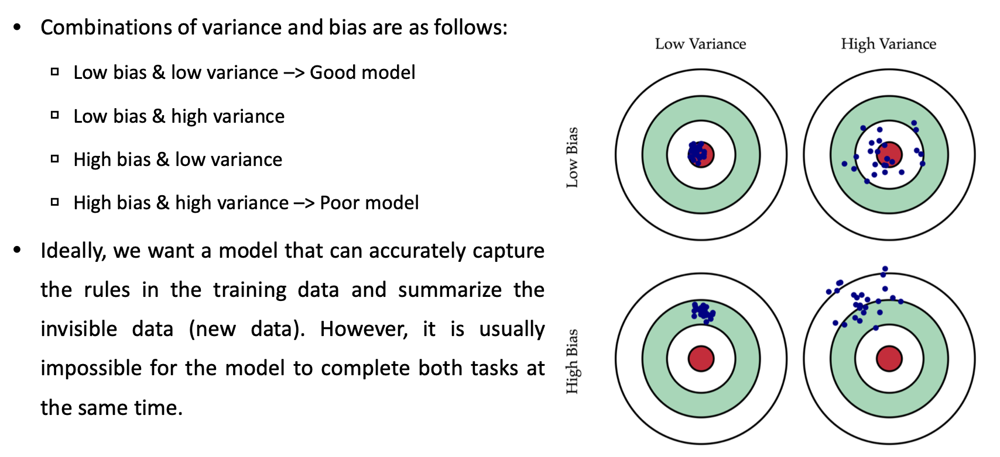 • Combinations of variance and bias are as follows:
▫ Low bias & low variance –> Good model
▫ Low bias & high variance
▫ High bias & low variance
▫ High bias & high variance –> Poor model
• Ideally, we want a model that can accurately capture
the rules in the training data and summarize the
invisible data (new data). However, it is usually
impossible for the model to complete both tasks at
the same time.
Low Variance
High Variance
Low Bias
High Bias